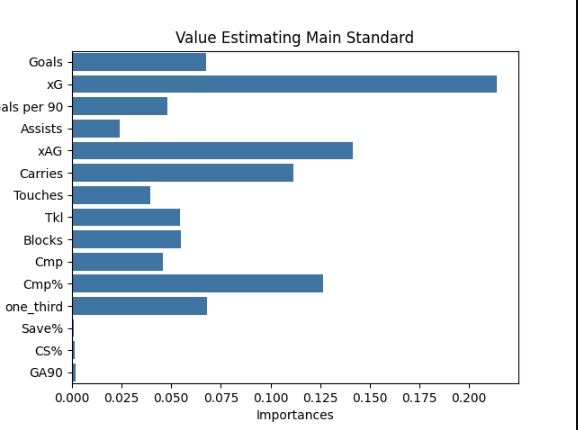 Value Estimating Main Standard
Goals
xG
als per 90
Assists
xAG
Carries
Touches
Tkl
Blocks
Cmp
Cmp%
one_third
Save%
CS%
GA90
0.000 0.025 0.050 0.075 0.100 0.125 0.150 0.175 0.200
Importances